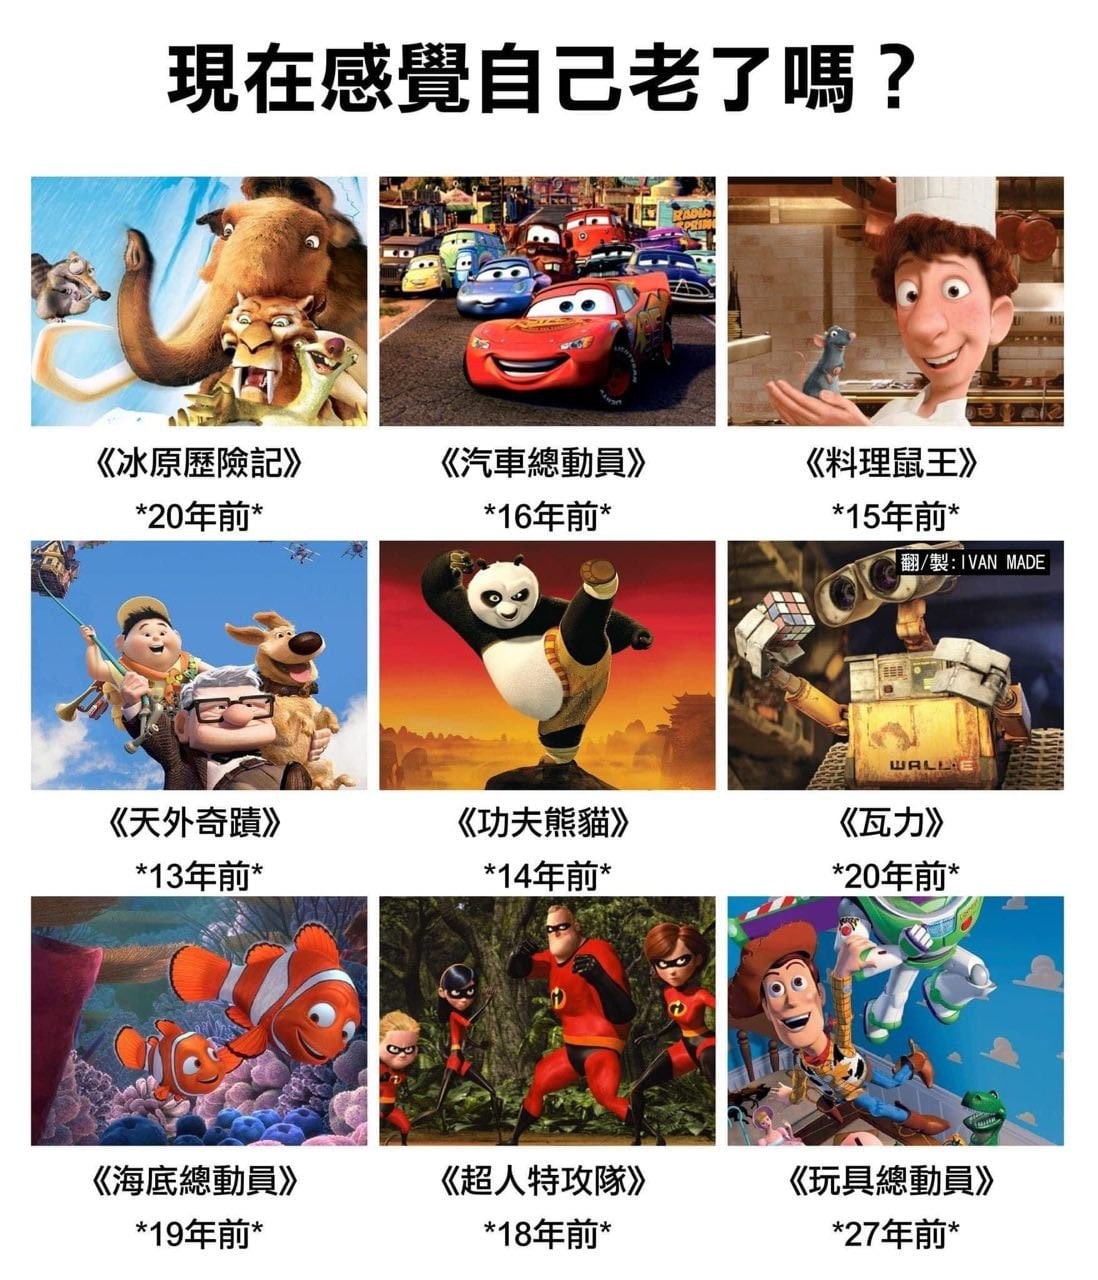 現在感覺自己老了嗎？
《冰原歷險記》
*20年前*
《汽車總動員》
*16年前*
《料理鼠王》
*15年前*
《天外奇蹟》
*13年前*
《功夫熊貓》
*14年前*
翻/製:IVAN MADE
WALL·E
《瓦力》
*20年前*
《海底總動員》
*19年前*
《超人特攻隊》
*18年前*
《玩具總動員》
*27年前*